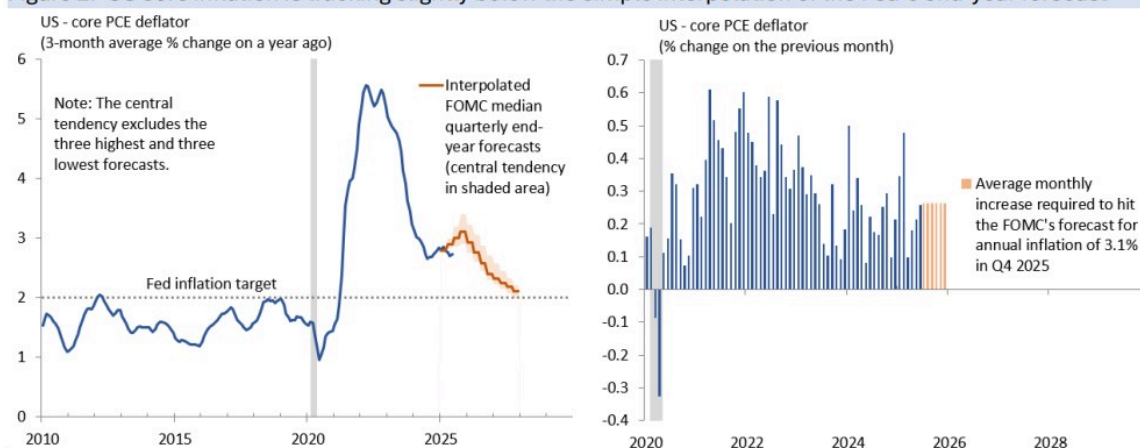 US - core PCE deflator
(3-month average % change on a year ago)
6
5
4
3
2
1
0
Note: The central
tendency excludes the
three highest and three
lowest forecasts.
Interpolated
FOMC median
quarterly end-
year forecasts
(central tendency
in shaded area)
Fed inflation target
2010
2015
2020
2025
US - core PCE deflator
(% change on the previous month)
0.7
0.6
0.5
0.4
0.3
0.2
0.1
0.0
-0.1
-0.2
-0.3
-0.4
Average monthly
increase required to hit
the FOMC's forecast for
annual inflation of 3.1%
in Q4 2025
2020
2022
2024
2026
2028